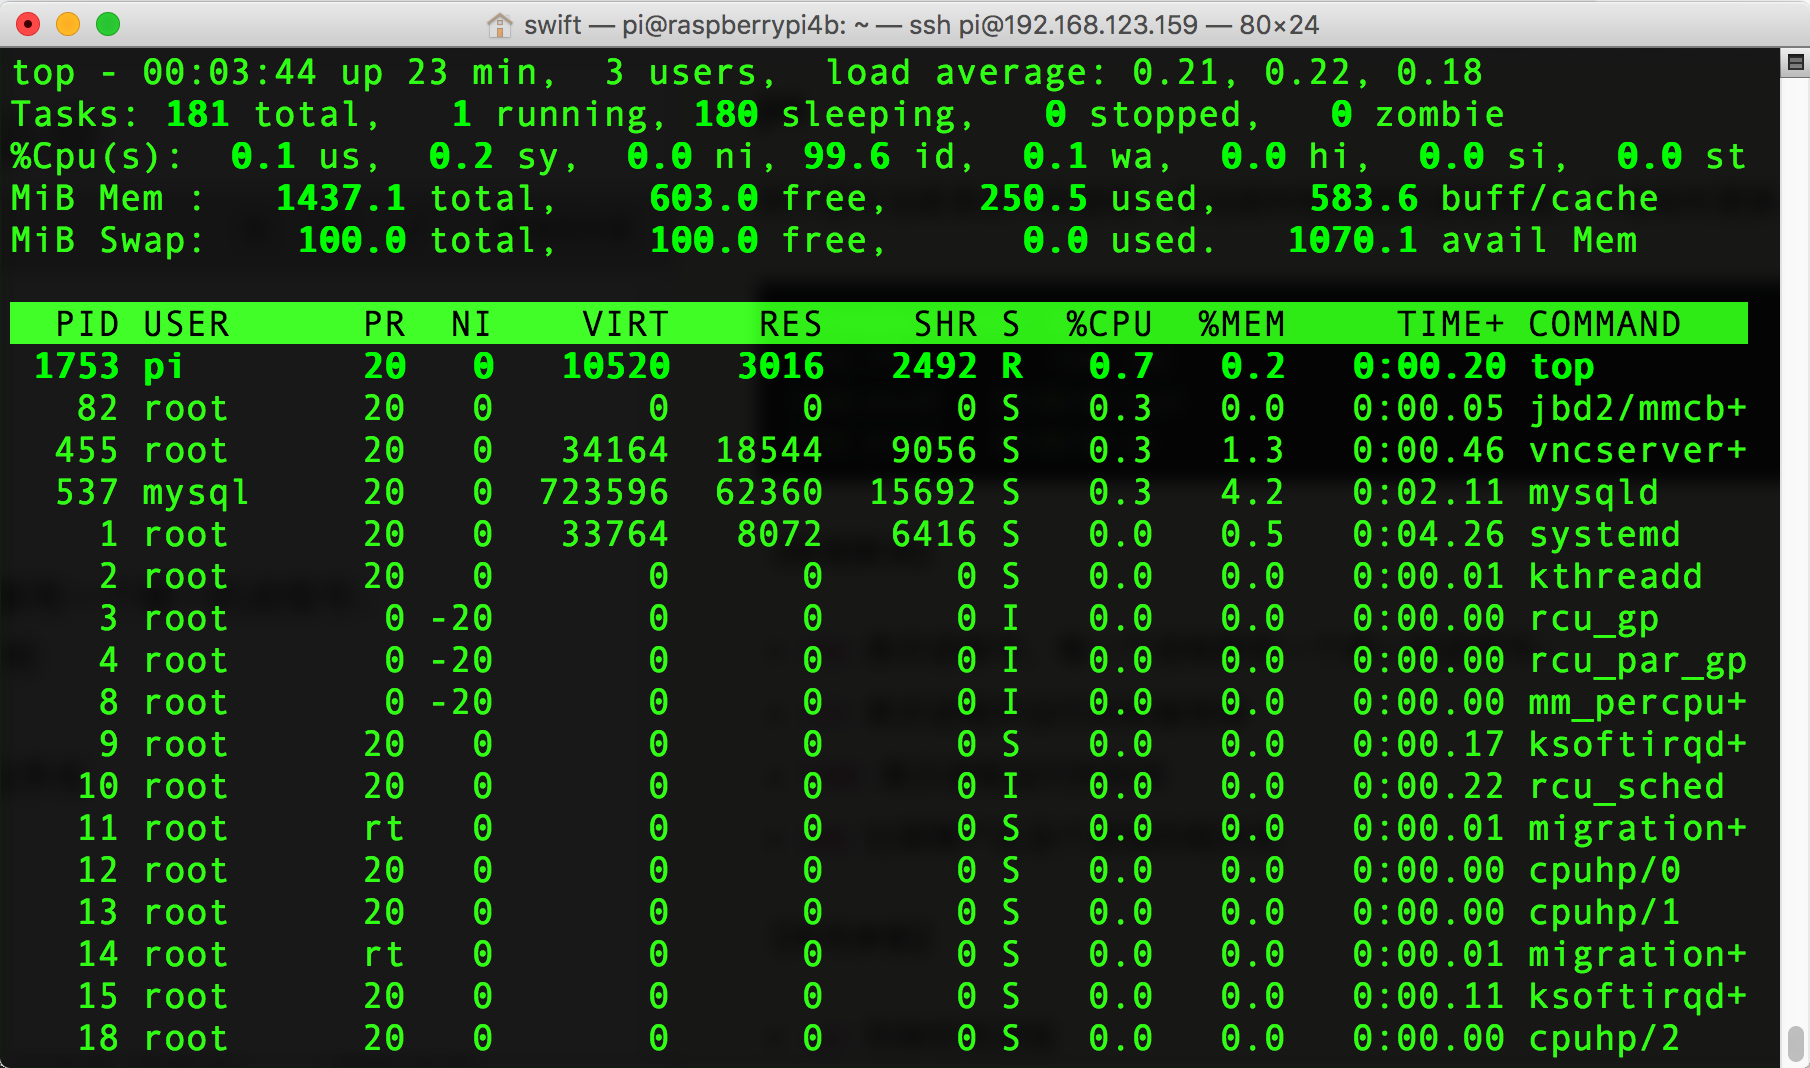 swift — pi@raspberrypi4b: ~ — ssh pi@192.168.123.159 — 80×24
top - 00:03:44 up 23 min,  3 users,  load average: 0.21, 0.22, 0.18
Tasks: 181 total,   1 running, 180 sleeping,   0 stopped,   0 zombie
%Cpu(s):  0.1 us,  0.2 sy,  0.0 ni, 99.6 id,  0.1 wa,  0.0 hi,  0.0 si,  0.0 st
MiB Mem :   1437.1 total,    603.0 free,    250.5 used,    583.6 buff/cache
MiB Swap:    100.0 total,    100.0 free,      0.0 used.   1070.1 avail Mem
PID USER      PR  NI    VIRT    RES    SHR S  %CPU  %MEM     TIME+ COMMAND
1753 pi        20   0   10520   3016   2492 R   0.7   0.2   0:00.20 top
82 root      20   0       0      0      0 S   0.3   0.0   0:00.05 jbd2/mmcb+
455 root      20   0   34164  18544   9056 S   0.3   1.3   0:00.46 vncserver+
537 mysql     20   0  723596  62360  15692 S   0.3   4.2   0:02.11 mysqld
1 root      20   0   33764   8072   6416 S   0.0   0.5   0:04.26 systemd
2 root      20   0       0      0      0 S   0.0   0.0   0:00.01 kthreadd
3 root       0 -20       0      0      0 I   0.0   0.0   0:00.00 rcu_gp
4 root       0 -20       0      0      0 I   0.0   0.0   0:00.00 rcu_par_gp
8 root       0 -20       0      0      0 I   0.0   0.0   0:00.00 mm_percpu+
9 root      20   0       0      0      0 S   0.0   0.0   0:00.17 ksoftirqd+
10 root      20   0       0      0      0 I   0.0   0.0   0:00.22 rcu_sched
11 root      rt   0       0      0      0 S   0.0   0.0   0:00.01 migration+
12 root      20   0       0      0      0 S   0.0   0.0   0:00.00 cpuhp/0
13 root      20   0       0      0      0 S   0.0   0.0   0:00.00 cpuhp/1
14 root      rt   0       0      0      0 S   0.0   0.0   0:00.01 migration+
15 root      20   0       0      0      0 S   0.0   0.0   0:00.11 ksoftirqd+
18 root      20   0       0      0      0 S   0.0   0.0   0:00.00 cpuhp/2